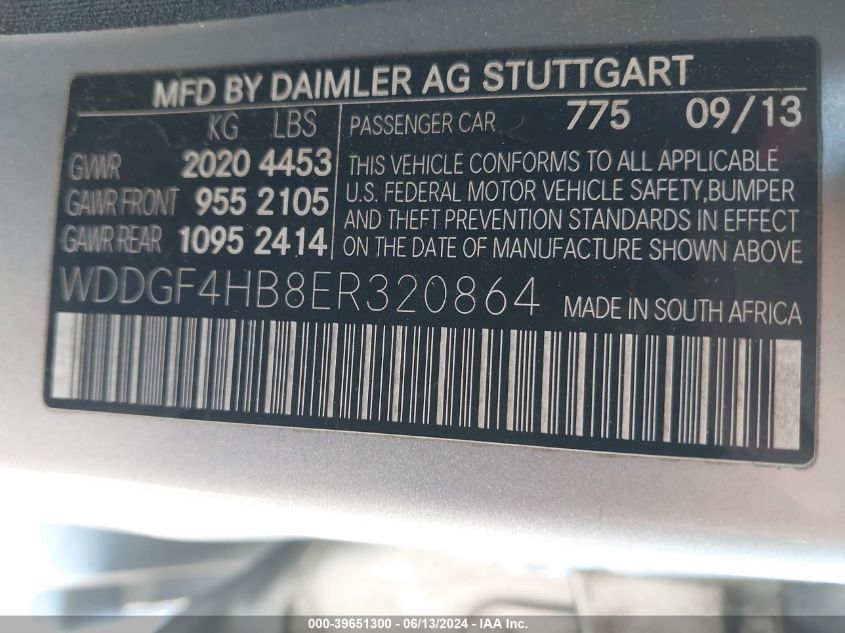 MFD BY DAIMLER AG STUTTGART
KG LBS
GVWR 2020 4453
GAWR FRONT 955 2105
GAWR REAR 1095 2414
PASSENGER CAR 775 09/13
THIS VEHICLE CONFORMS TO ALL APPLICABLE
U.S. FEDERAL MOTOR VEHICLE SAFETY,BUMPER
AND THEFT PREVENTION STANDARDS IN EFFECT
ON THE DATE OF MANUFACTURE SHOWN ABOVE
WDDGF4HB8ER320864 MADE IN SOUTH AFRICA
000-39651300 - 06/13/2024 - IAAI.com